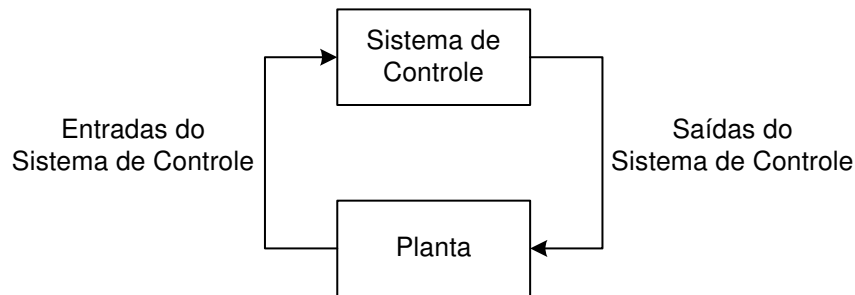 Sistema de
Controle
Entradas do
Sistema de Controle
Saídas do
Sistema de Controle
Planta